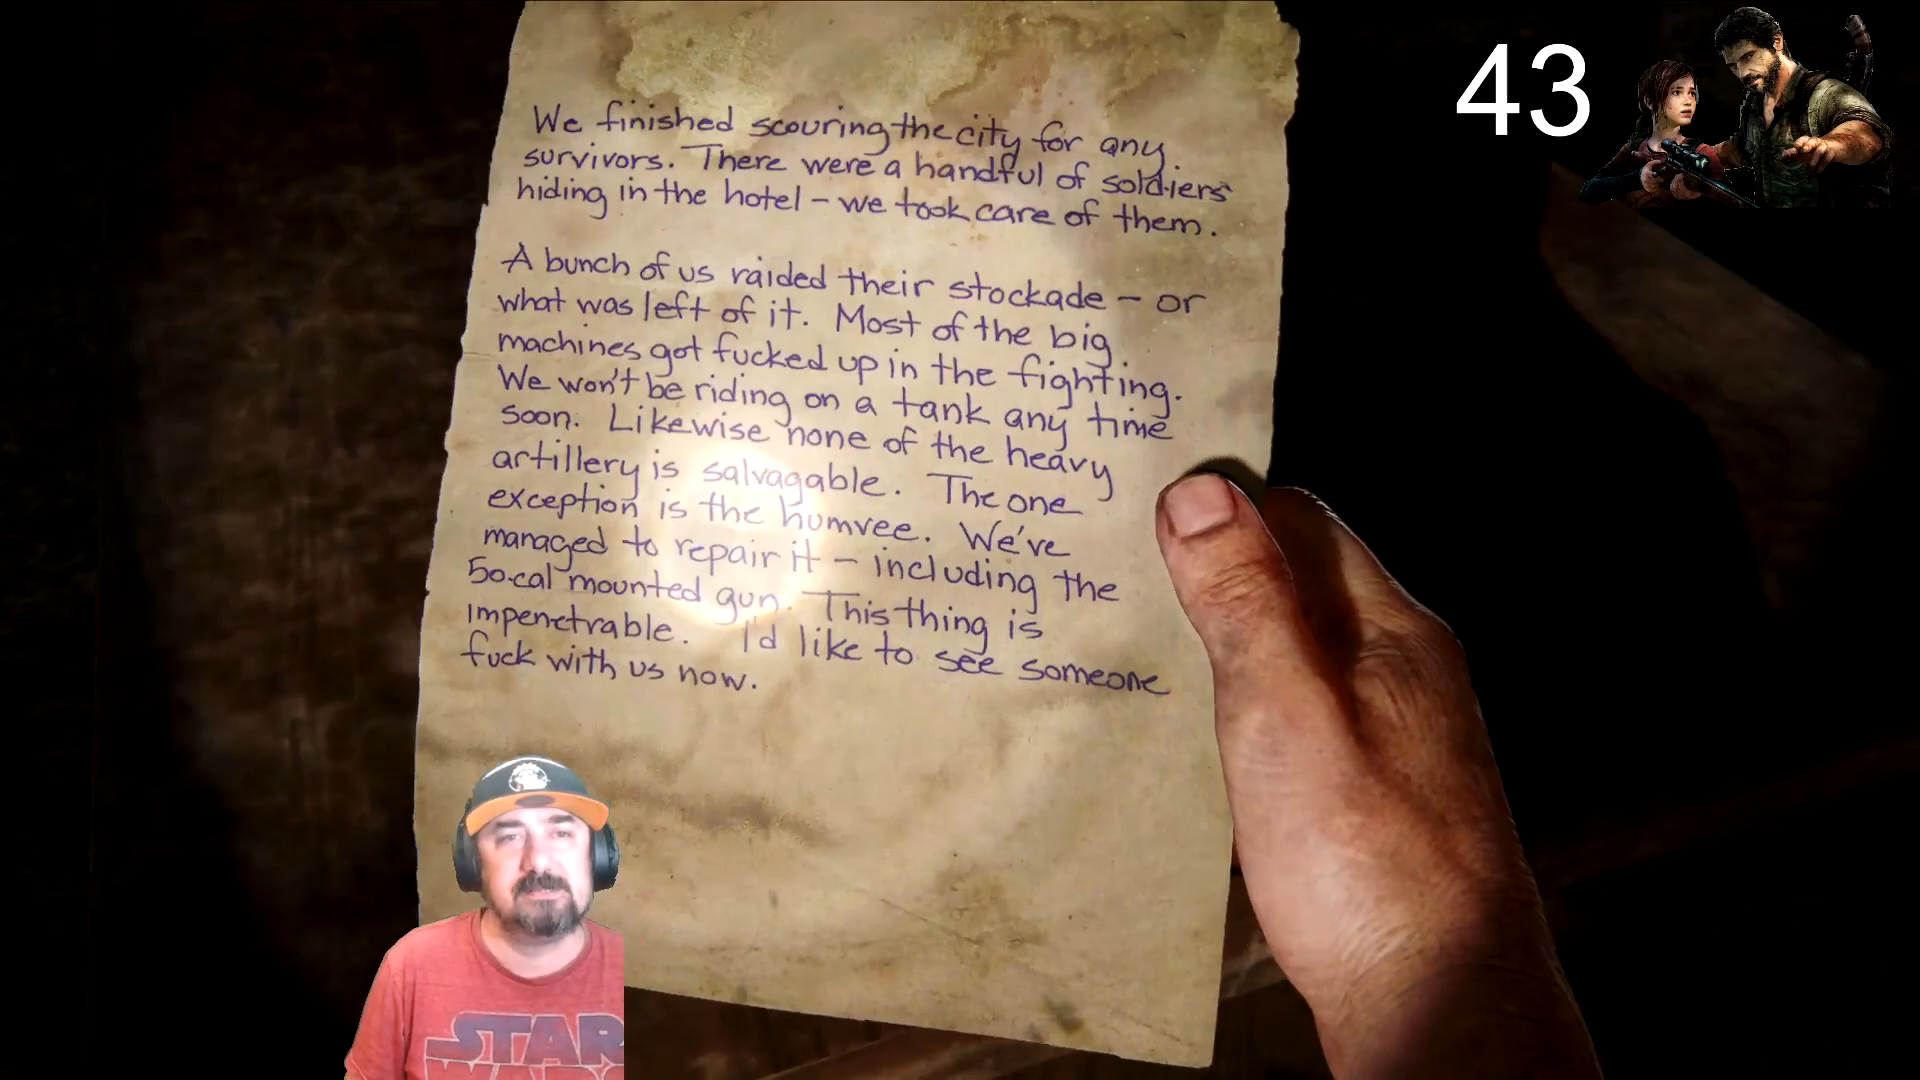 43
We finished scouring the city for any
survivors. There were a handful of soldiers
hiding in the hotel - we took care of them.
A bunch of us raided their stockade - or
what was left of it. Most of the big
machines got fucked up in the fighting.
We won't be riding on a tank any time
soon. Likewise none of the heavy
artillery is salvagable. The one
exception is the humvee. We've
managed to repair it - including the
50.cal mounted gun. This thing is
impenetrable. I'd like to see someone
fuck with us now.
STAR
WARS